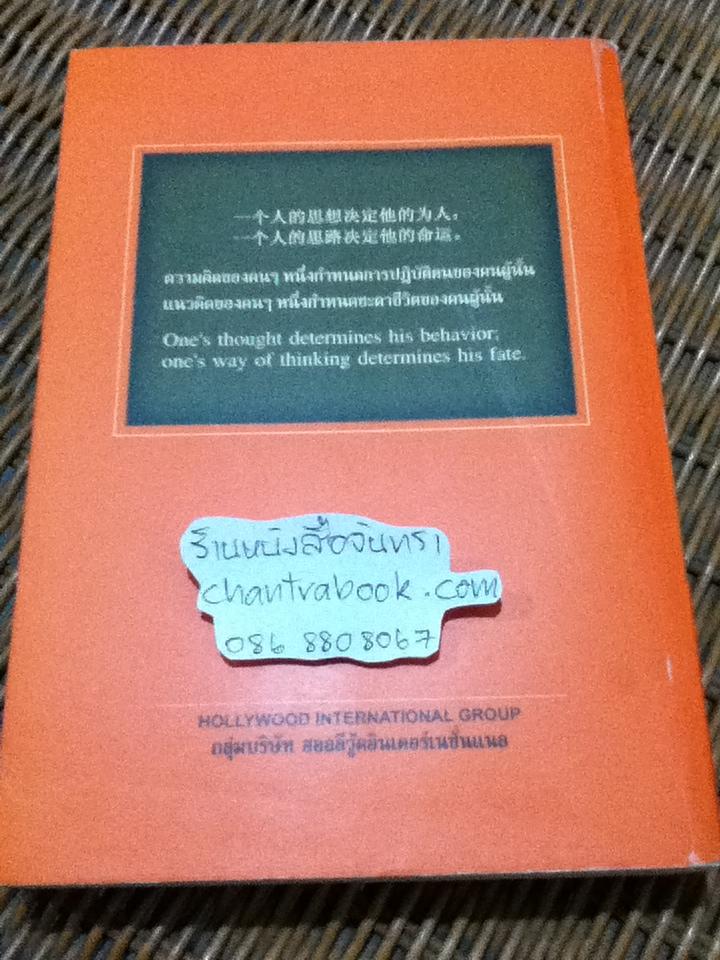 一个人的思想决定他的为人。
一个人的思路决定他的命运。
ความคิดของคนๆ หนึ่งกำหนดการปฏิบัติตนของคนผู้นั้น
แนวคิดของคนๆ หนึ่งกำหนดชะตาชีวิตของคนผู้นั้น
One's thought determines his behavior;
one's way of thinking determines his fate.
ร้านหนังสือจันทรา
chantrabook.com
086 8808067
HOLLYWOOD INTERNATIONAL GROUP
กลุ่มบริษัท ฮอลลีวู้ดอินเตอร์เนชั่นแนล